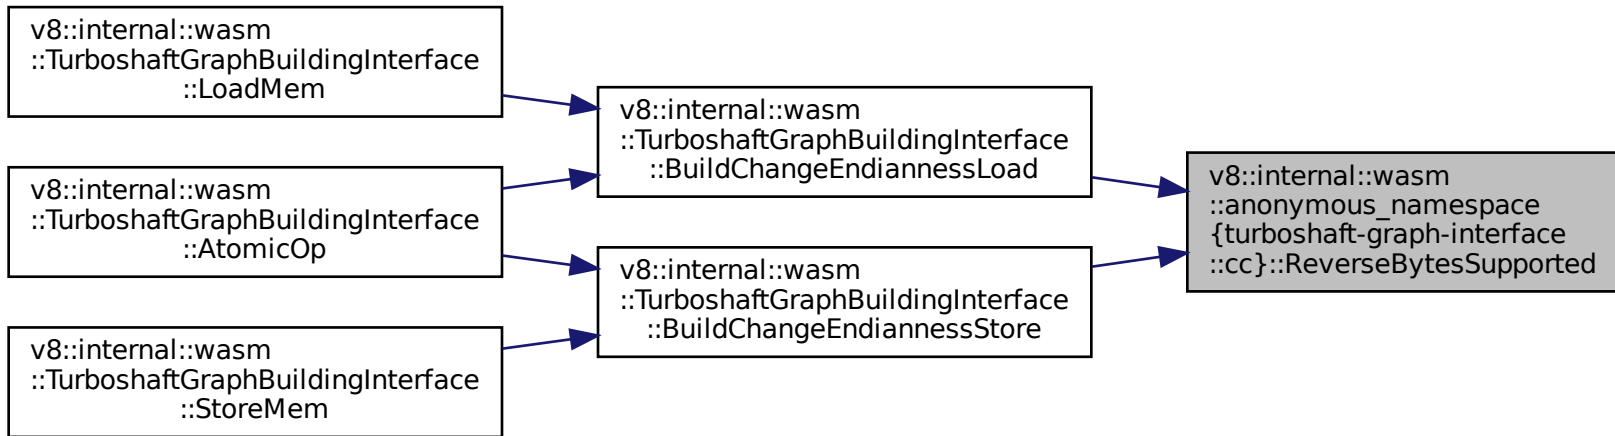 v8::internal::wasm
::TurboshaftGraphBuildingInterface
::LoadMem
v8::internal::wasm
::TurboshaftGraphBuildingInterface
::AtomicOp
v8::internal::wasm
::TurboshaftGraphBuildingInterface
::StoreMem
v8::internal::wasm
::TurboshaftGraphBuildingInterface
::BuildChangeEndiannessLoad
v8::internal::wasm
::TurboshaftGraphBuildingInterface
::BuildChangeEndiannessStore
v8::internal::wasm
::anonymous_namespace
{turboshaft-graph-interface
::cc}::ReverseBytesSupported